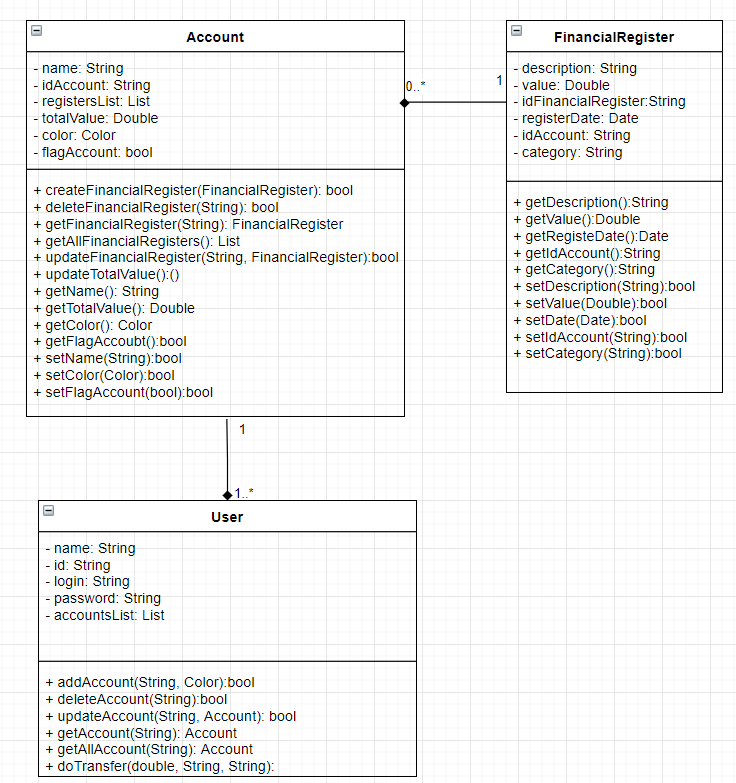 Account
- name: String
- idAccount: String
- registersList: List
- totalValue: Double
- color: Color
- flagAccount: bool
+ createFinancialRegister(FinancialRegister): bool
+ deleteFinancialRegister(String): bool
+ getFinancialRegister(String): FinancialRegister
+ getAllFinancialRegisters(): List
+ updateFinancialRegister(String, FinancialRegister):bool
+ updateTotalValue():()
+ getName(): String
+ getTotalValue(): Double
+ getColor(): Color
+ getFlagAccoubt():bool
+ setName(String):bool
+ setColor(Color):bool
+ setFlagAccount(bool):bool
0..*
1
FinancialRegister
- description: String
- value: Double
- idFinancialRegister:String
- registerDate: Date
- idAccount: String
- category: String
+ getDescription():String
+ getValue():Double
+ getRegisteDate():Date
+ getIdAccount():String
+ getCategory():String
+ setDescription(String):bool
+ setValue(Double):bool
+ setDate(Date):bool
+ setIdAccount(String):bool
+ setCategory(String):bool
1
1..*
User
- name: String
- id: String
- login: String
- password: String
- accountsList: List
+ addAccount(String, Color):bool
+ deleteAccount(String):bool
+ updateAccount(String, Account): bool
+ getAccount(String): Account
+ getAllAccount(String): Account
+ doTransfer(double, String, String):